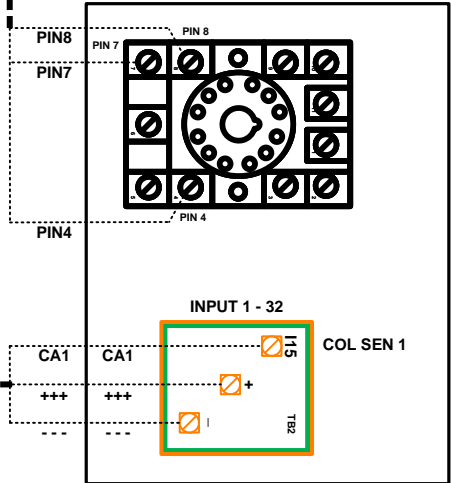 PIN8
PIN 7 PIN 8
PIN7
PIN4
PIN 4
INPUT 1 - 32
I15 COL SEN 1
CA1 CA1
+
+++ +++
- - - - - -
–
TB2